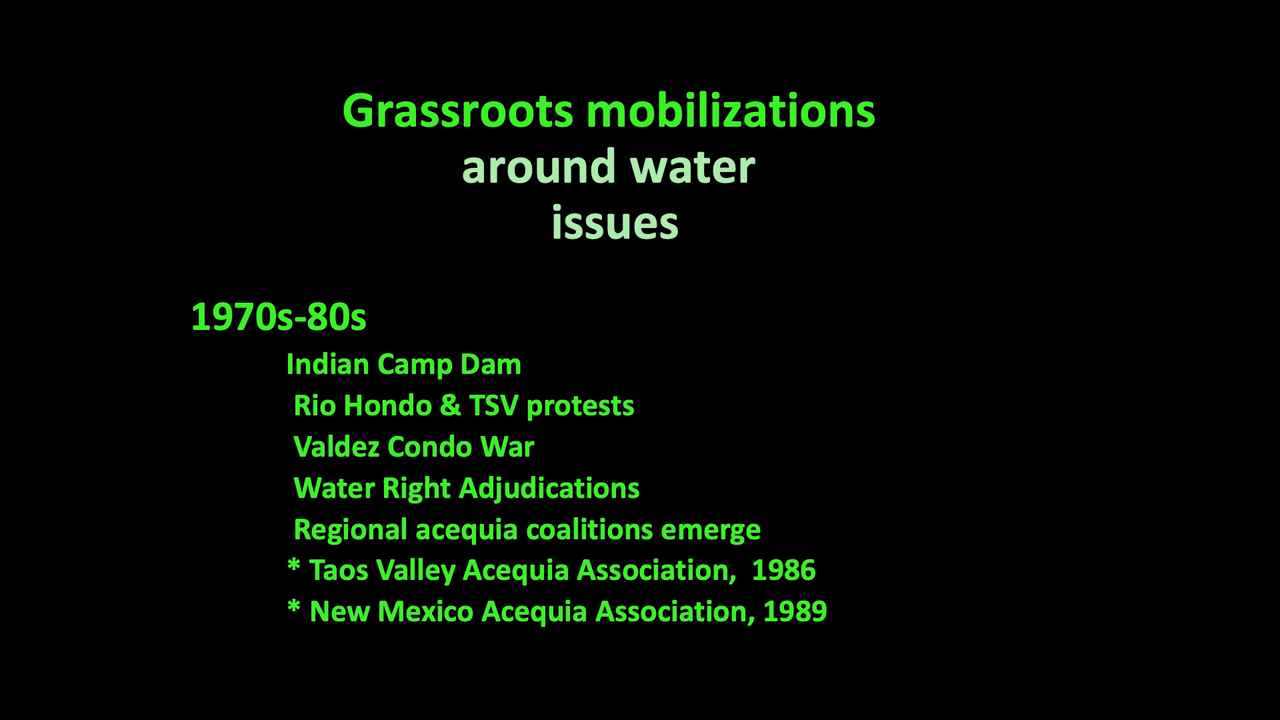 Grassroots mobilizations
around water
issues
1970s-80s
Indian Camp Dam
Rio Hondo & TSV protests
Valdez Condo War
Water Right Adjudications
Regional acequia coalitions emerge
* Taos Valley Acequia Association,  1986
* New Mexico Acequia Association, 1989